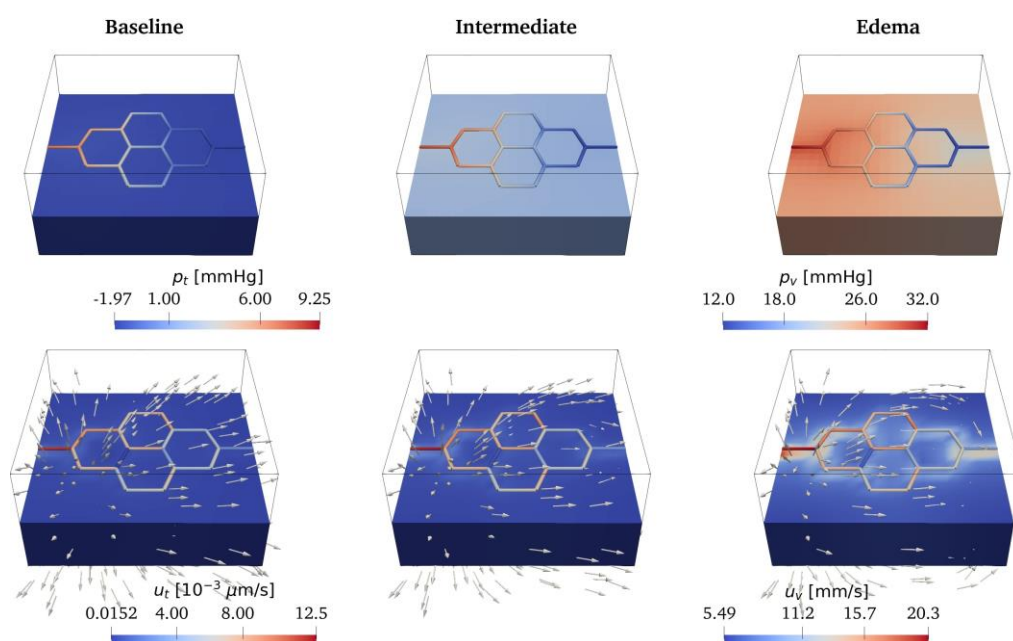 Baseline Intermediate Edema
p_t [mmHg] p_v [mmHg]
-1.97 1.00 6.00 9.25 12.0 18.0 26.0 32.0
u_t [10⁻³ μm/s] u_v [mm/s]
0.0152 4.00 8.00 12.5 5.49 11.2 15.7 20.3